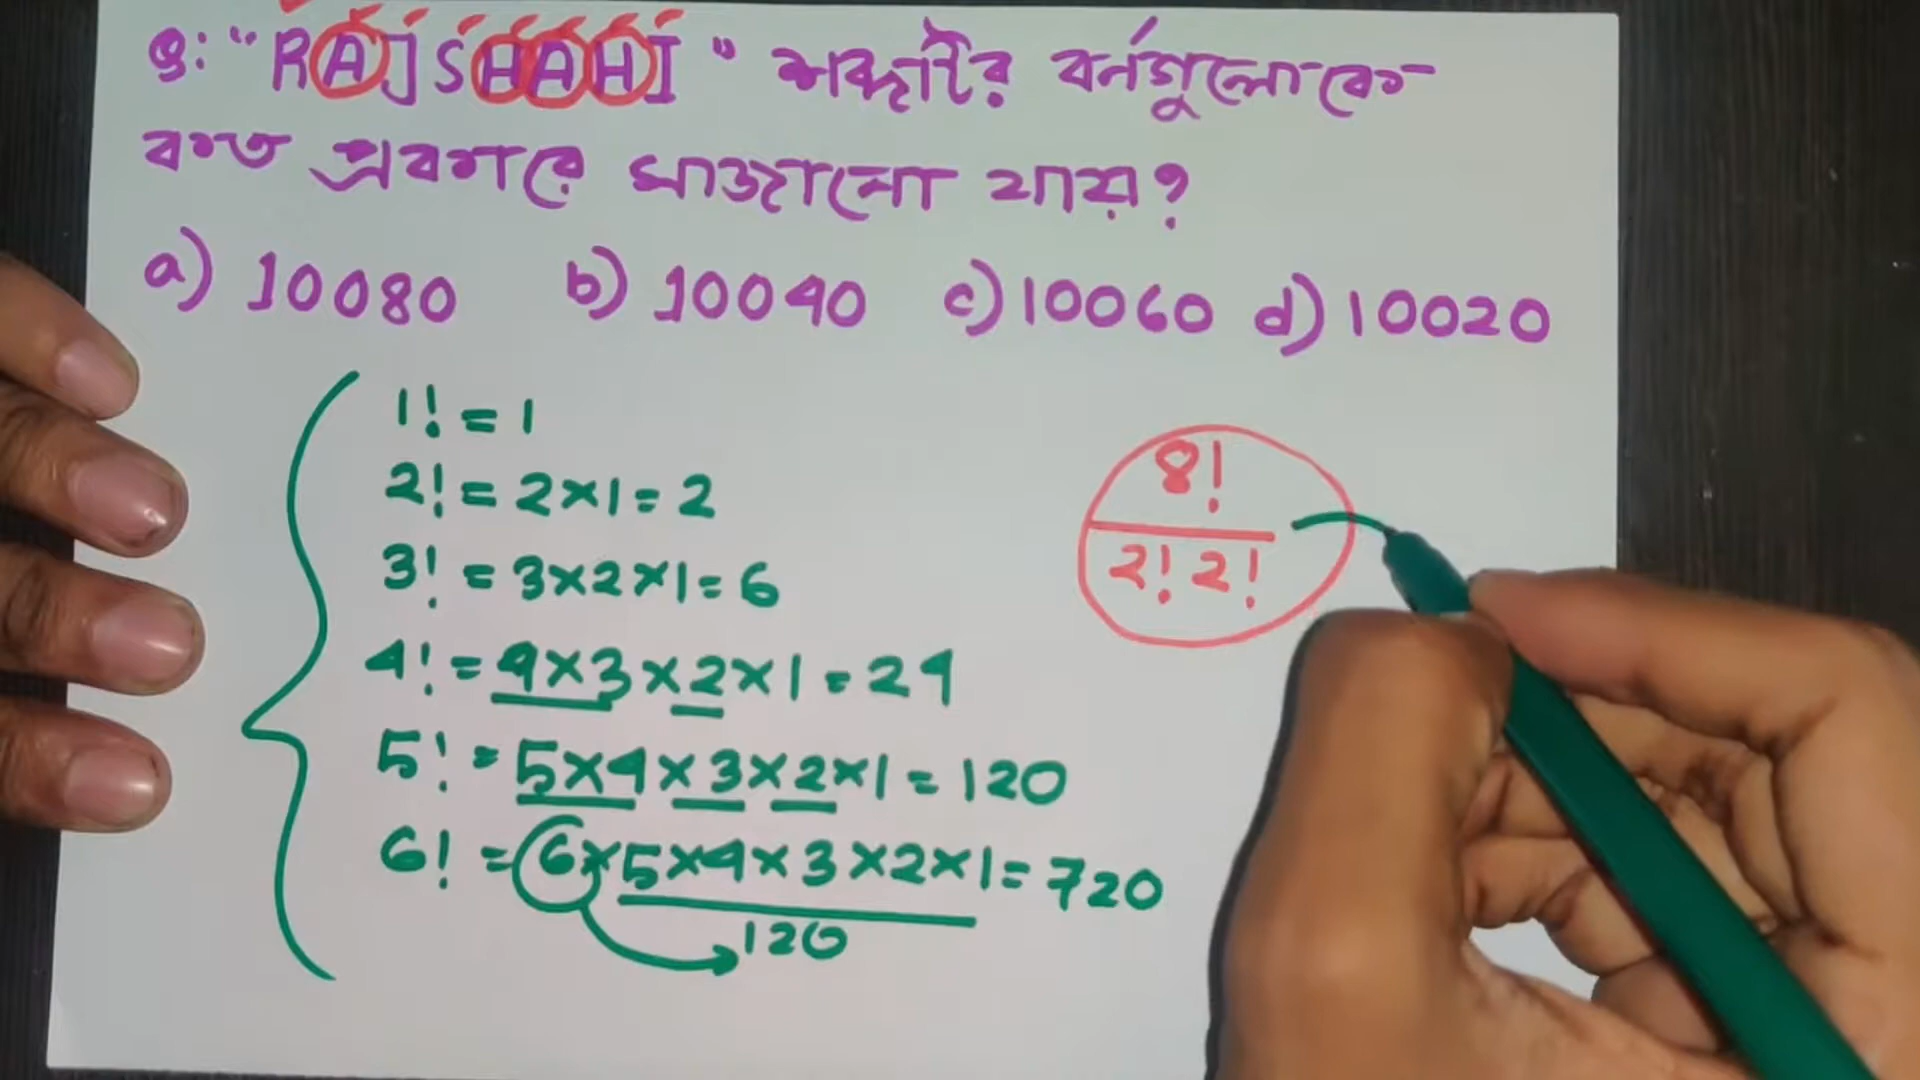 Q: "RAJSHAHI" শব্দটির বর্নগুলোকে
কত প্রকারে সাজানো যায়?
a) 10080 b) 10040 c) 10060 d) 10020
1! = 1
2! = 2×1 = 2
3! = 3×2×1 = 6
4! = 4×3×2×1 = 24
5! = 5×4×3×2×1 = 120
6! = 6×5×4×3×2×1 = 720
120
8!
2! 2!